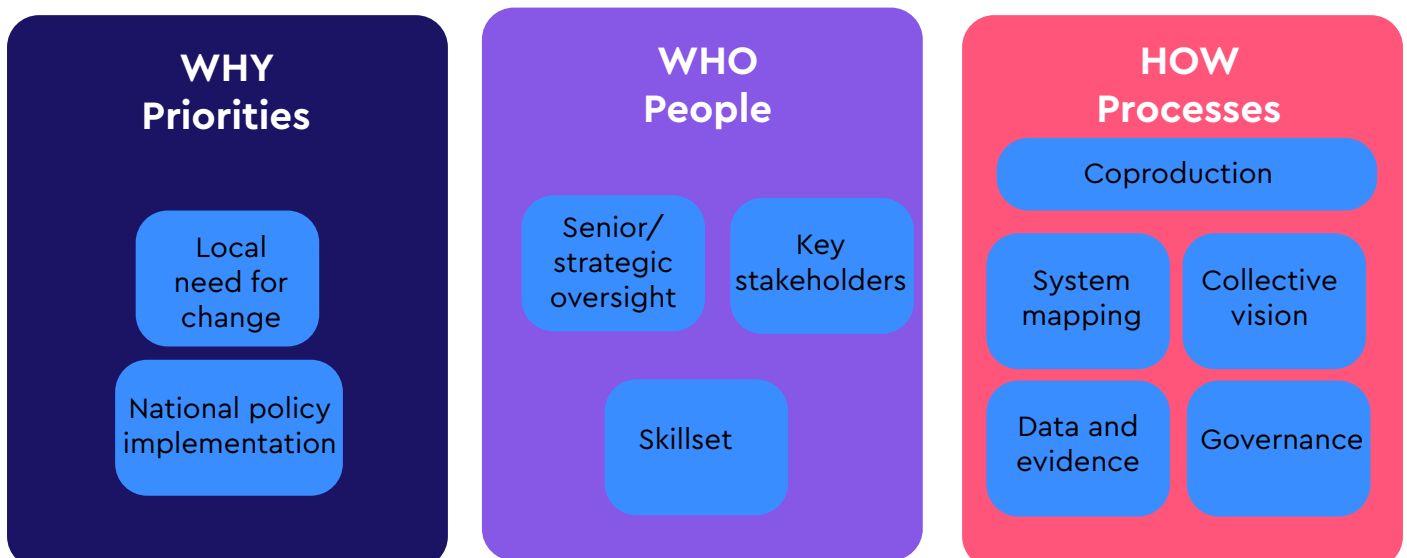 WHY
Priorities
Local
need for
change
National policy
implementation
WHO
People
Senior/
strategic
oversight
Key
stakeholders
Skillset
HOW
Processes
Coproduction
System
mapping
Collective
vision
Data and
evidence
Governance